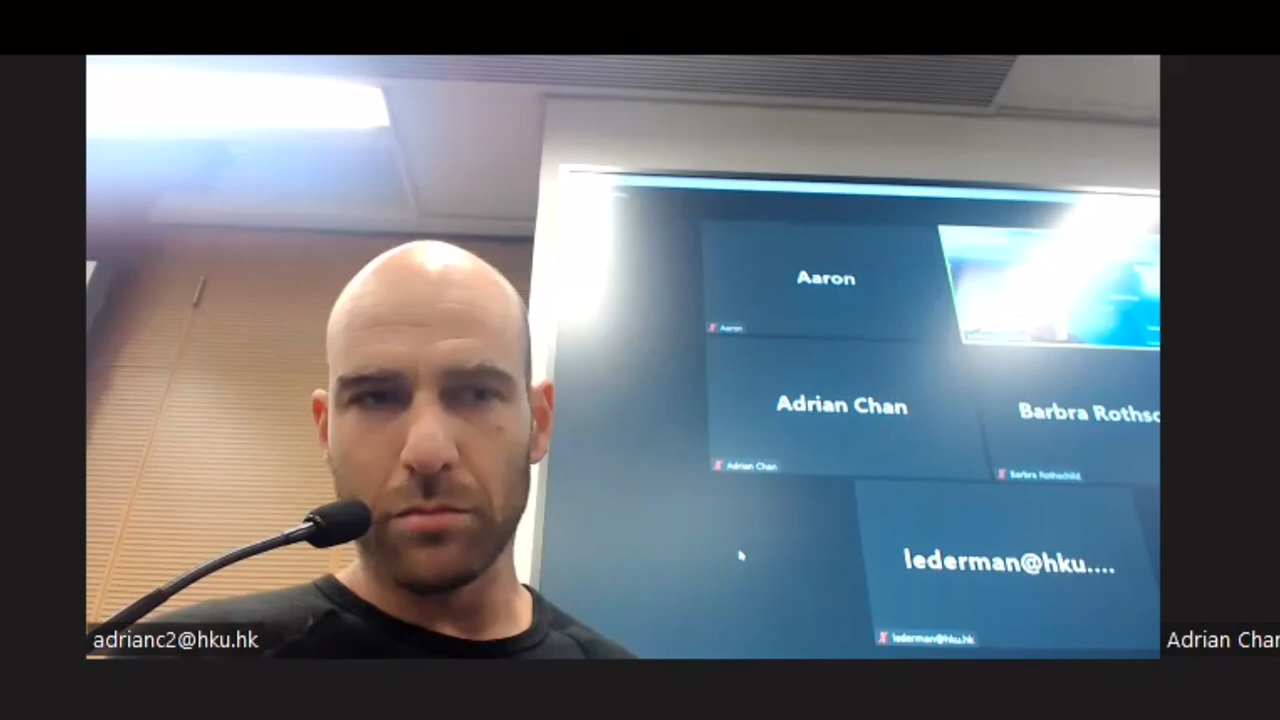 Aaron
Aaron
Adrian Chan
Adrian Chan
Barbra Rothsc
Barbra Rothschild
lederman@hku....
lederman@hku.hk
adrianc2@hku.hk
Adrian Chan